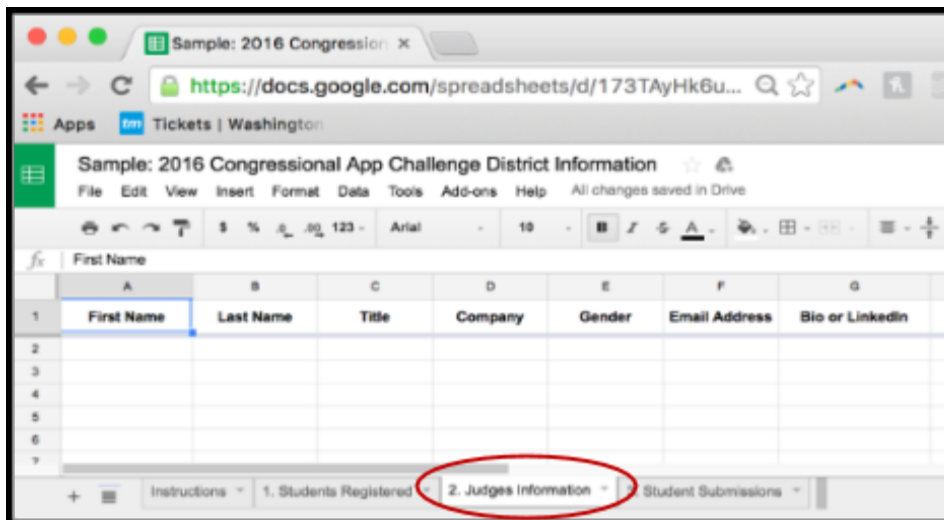 Sample: 2016 Congression
https://docs.google.com/spreadsheets/d/173TAyHk6u...
Apps tm Tickets | Washington
Sample: 2016 Congressional App Challenge District Information
File Edit View Insert Format Data Tools Add-ons Help All changes saved in Drive
$ % .0 .00 123 Arial 10 B I S A
fx First Name
A B C D E F G
1 First Name Last Name Title Company Gender Email Address Bio or LinkedIn
2
3
4
5
6
7
+ Instructions 1. Students Registered 2. Judges Information 3. Student Submissions